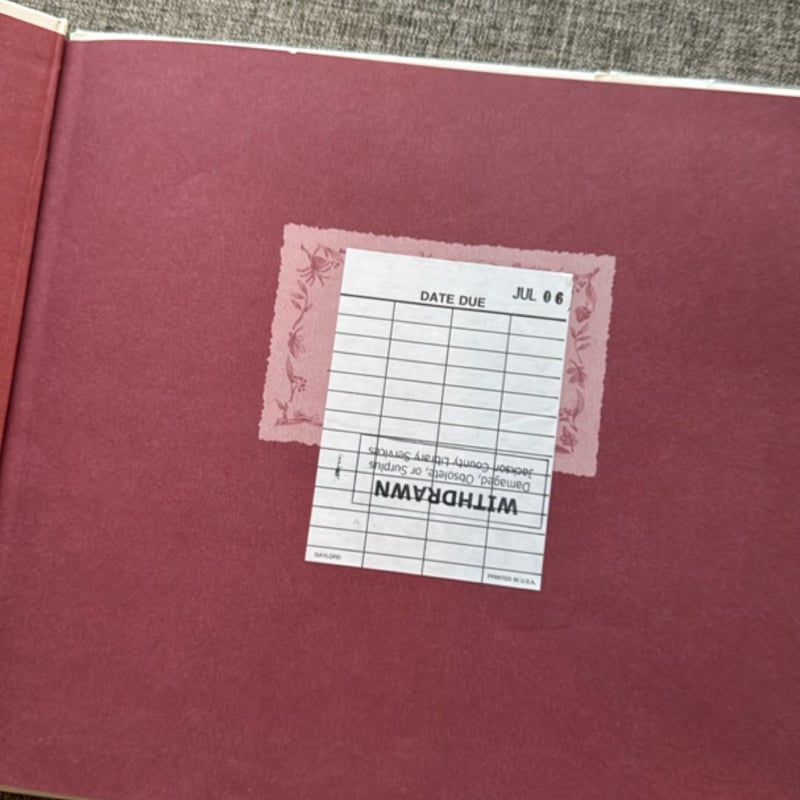 DATE DUE
JUL 06
WITHDRAWN
Damaged, Obsolete, or Surplus
Jackson County Library Services
GAYLORD
PRINTED IN U.S.A.